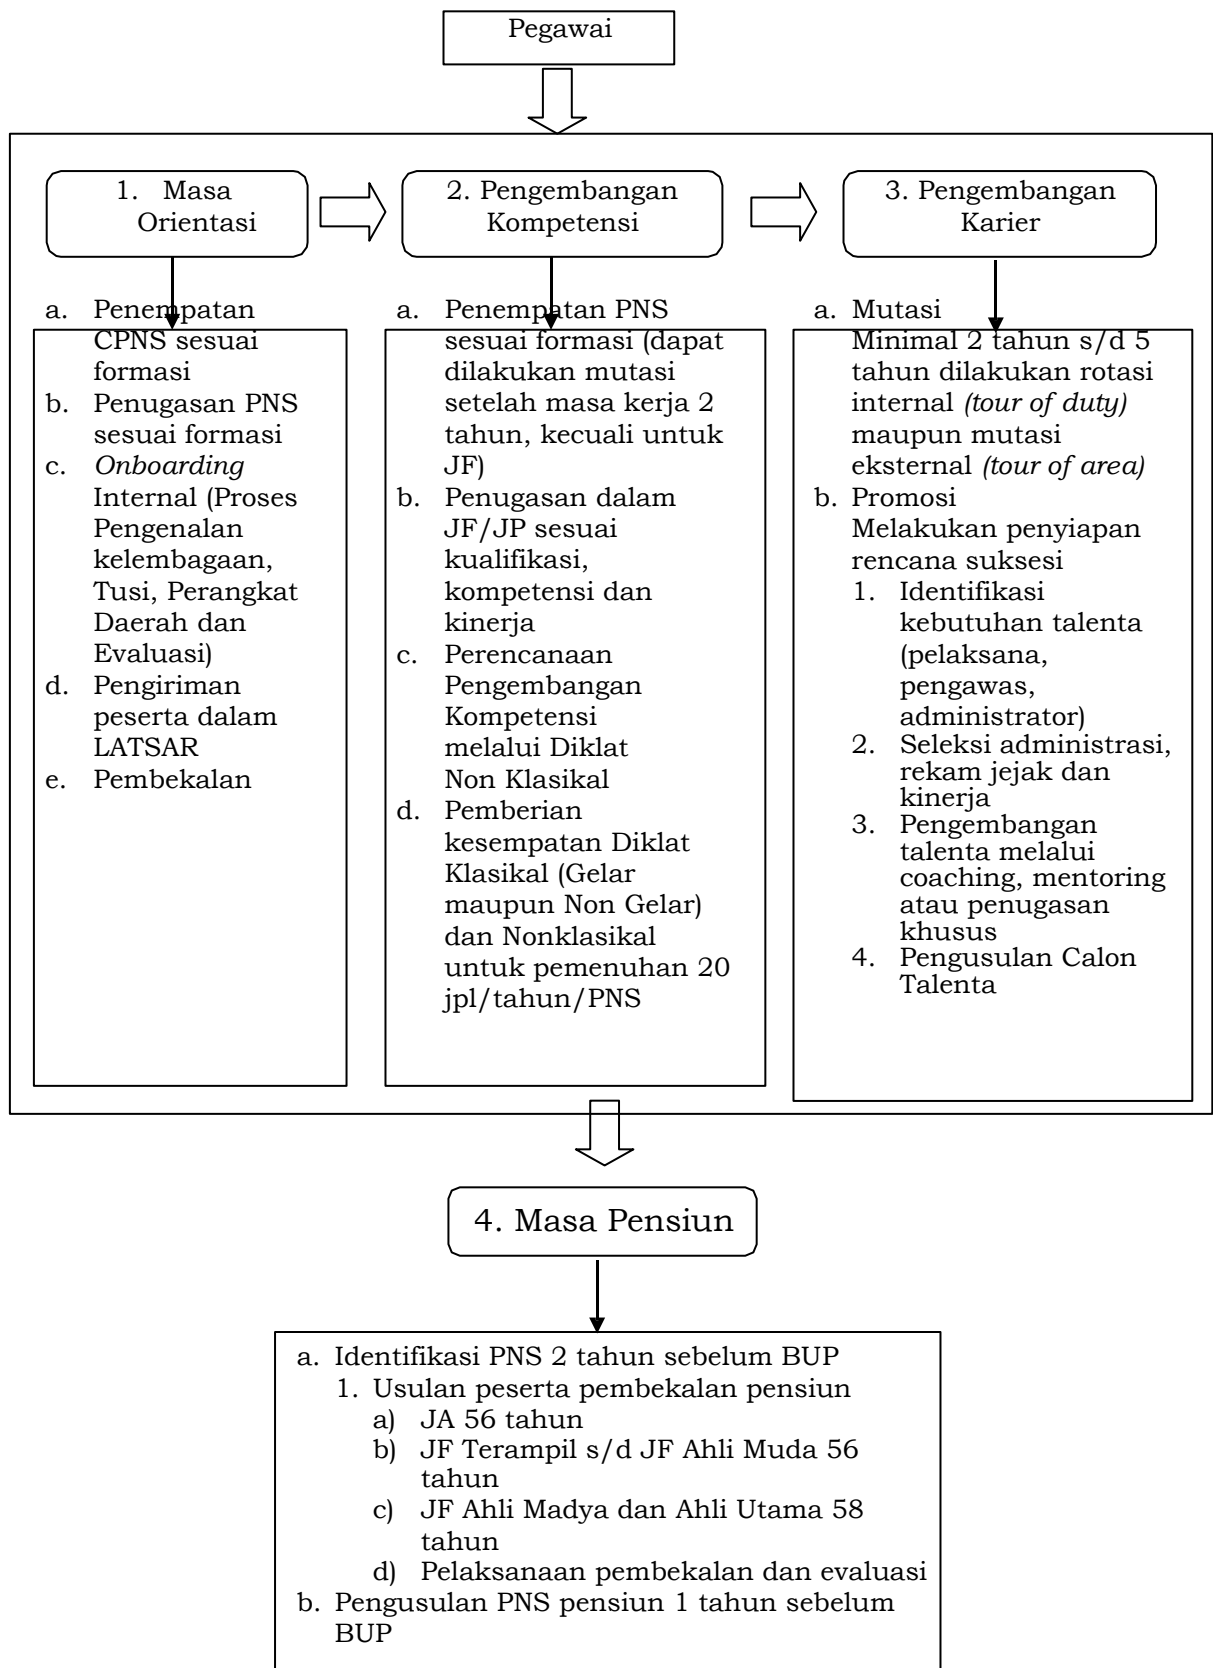 Pegawai
1. Masa
Orientasi
2. Pengembangan
Kompetensi
3. Pengembangan
Karier
a. Penempatan
CPNS sesuai
formasi
b. Penugasan PNS
sesuai formasi
c. Onboarding
Internal (Proses
Pengenalan
kelembagaan,
Tusi, Perangkat
Daerah dan
Evaluasi)
d. Pengiriman
peserta dalam
LATSAR
e. Pembekalan
a. Penempatan PNS
sesuai formasi (dapat
dilakukan mutasi
setelah masa kerja 2
tahun, kecuali untuk
JF)
b. Penugasan dalam
JF/JP sesuai
kualifikasi,
kompetensi dan
kinerja
c. Perencanaan
Pengembangan
Kompetensi
melalui Diklat
Non Klasikal
d. Pemberian
kesempatan Diklat
Klasikal (Gelar
maupun Non Gelar)
dan Nonklasikal
untuk pemenuhan 20
jpl/tahun/PNS
a. Mutasi
Minimal 2 tahun s/d 5
tahun dilakukan rotasi
internal (tour of duty)
maupun mutasi
eksternal (tour of area)
b. Promosi
Melakukan penyiapan
rencana suksesi
1. Identifikasi
kebutuhan talenta
(pelaksana,
pengawas,
administrator)
2. Seleksi administrasi,
rekam jejak dan
kinerja
3. Pengembangan
talenta melalui
coaching, mentoring
atau penugasan
khusus
4. Pengusulan Calon
Talenta
4. Masa Pensiun
a. Identifikasi PNS 2 tahun sebelum BUP
1. Usulan peserta pembekalan pensiun
a) JA 56 tahun
b) JF Terampil s/d JF Ahli Muda 56
tahun
c) JF Ahli Madya dan Ahli Utama 58
tahun
d) Pelaksanaan pembekalan dan evaluasi
b. Pengusulan PNS pensiun 1 tahun sebelum
BUP